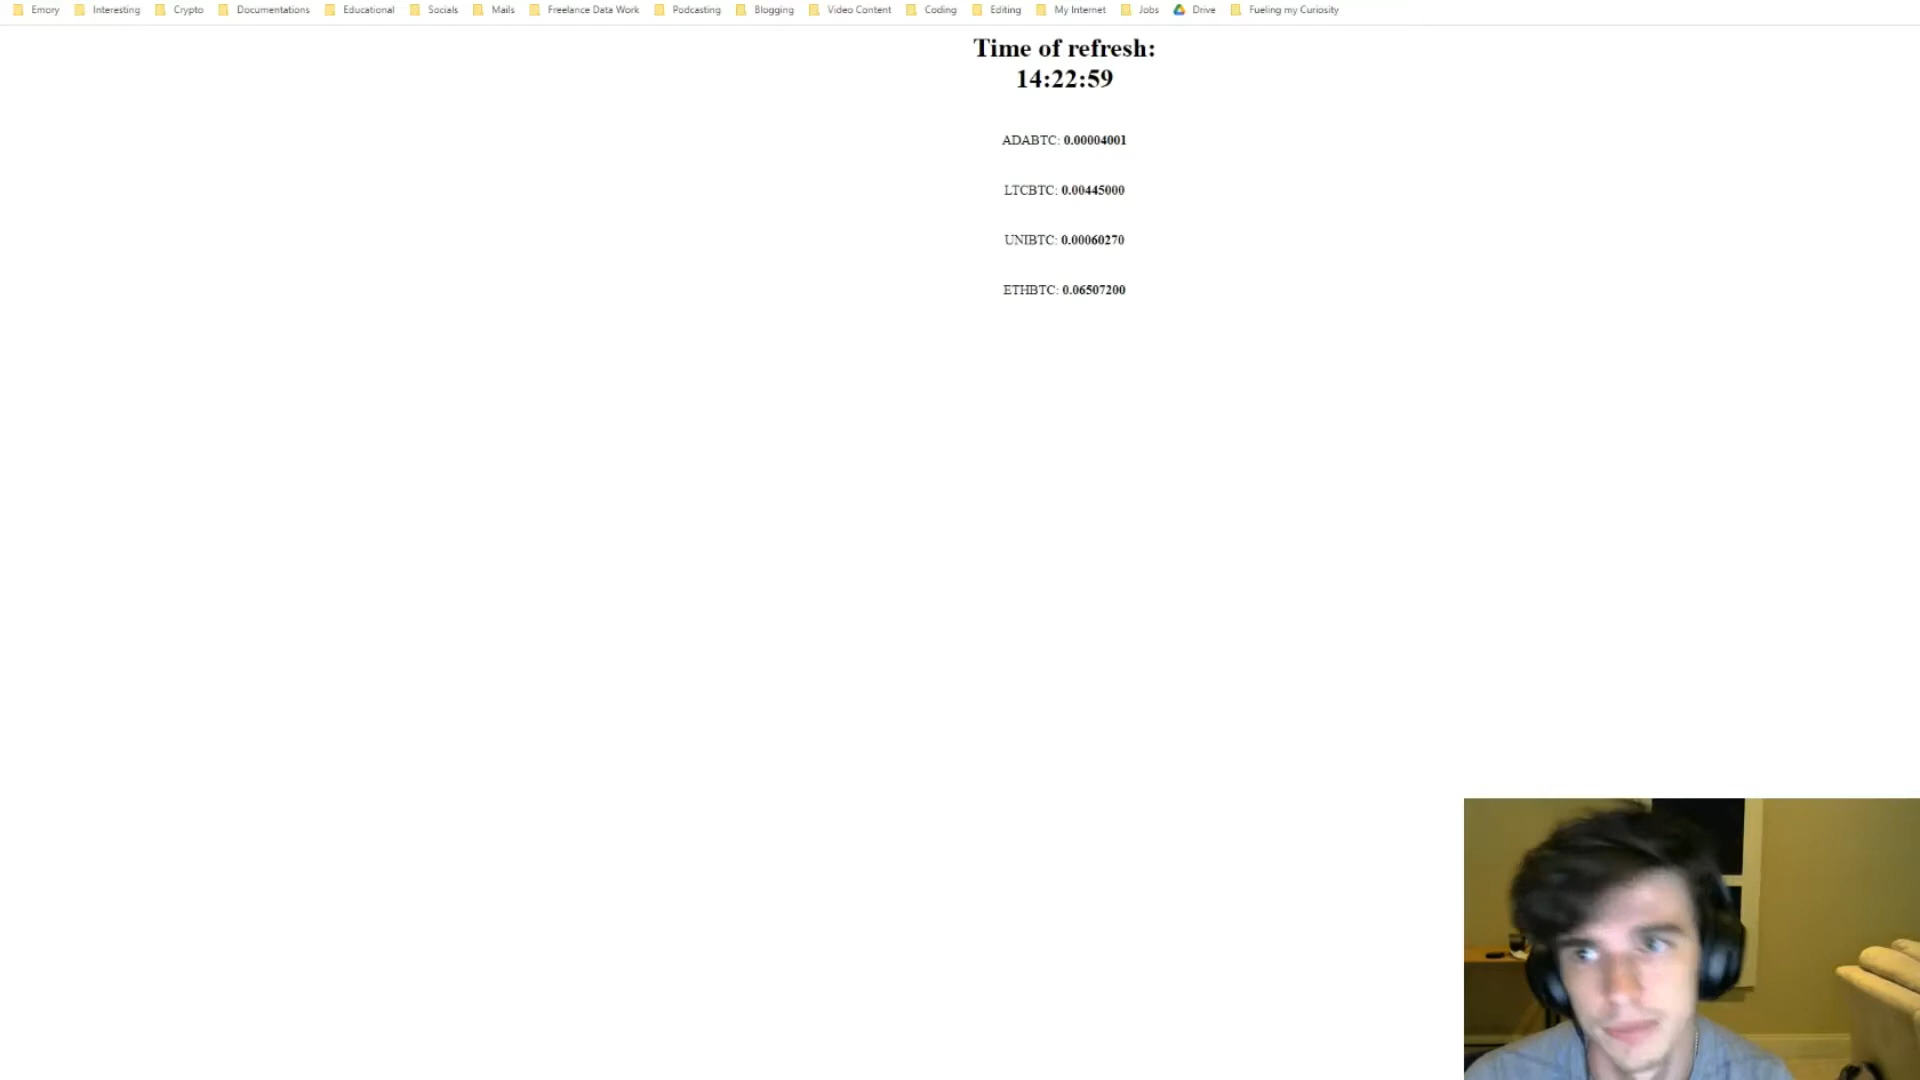 Emory Interesting Crypto Documentations Educational Socials Mails Freelance Data Work Podcasting Blogging Video Content Coding Editing My Internet Jobs Drive Fueling my Curiosity
Time of refresh:
14:22:59
ADABTC: 0.00004001
LTCBTC: 0.00445000
UNIBTC: 0.00060270
ETHBTC: 0.06507200